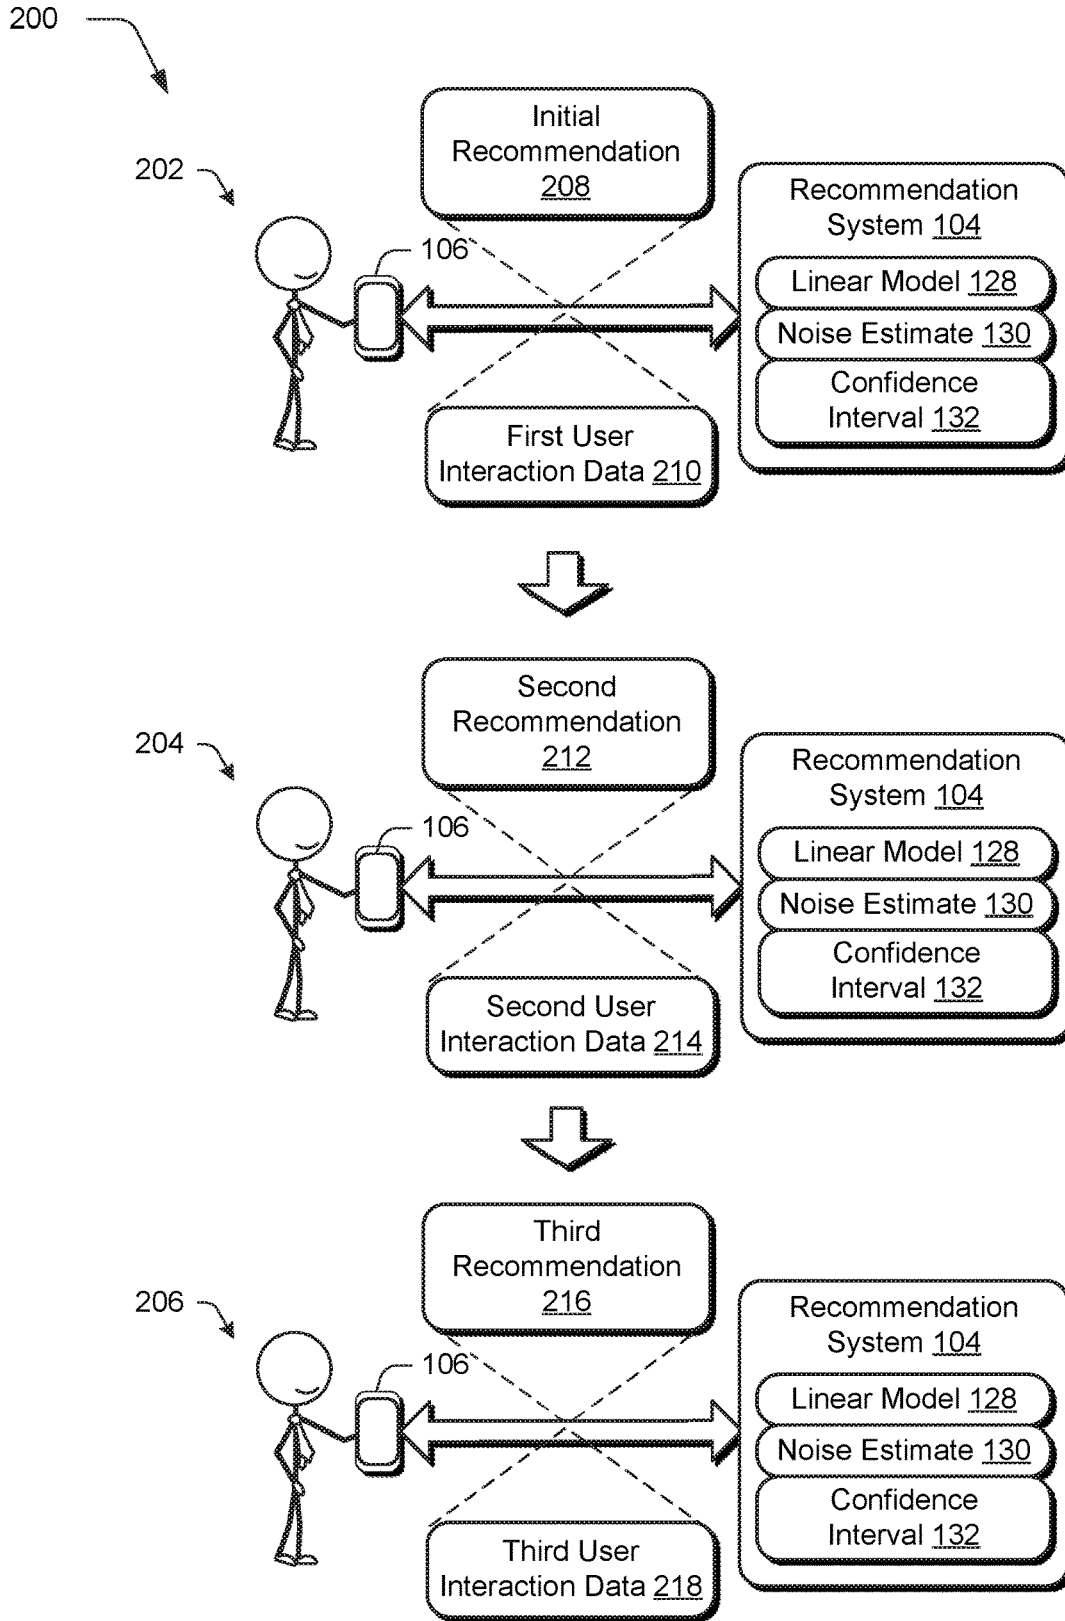 200
Initial
Recommendation
208
202
106
Recommendation
System 104
Linear Model 128
Noise Estimate 130
Confidence
Interval 132
First User
Interaction Data 210
Second
Recommendation
212
204
106
Recommendation
System 104
Linear Model 128
Noise Estimate 130
Confidence
Interval 132
Second User
Interaction Data 214
Third
Recommendation
216
206
106
Recommendation
System 104
Linear Model 128
Noise Estimate 130
Confidence
Interval 132
Third User
Interaction Data 218